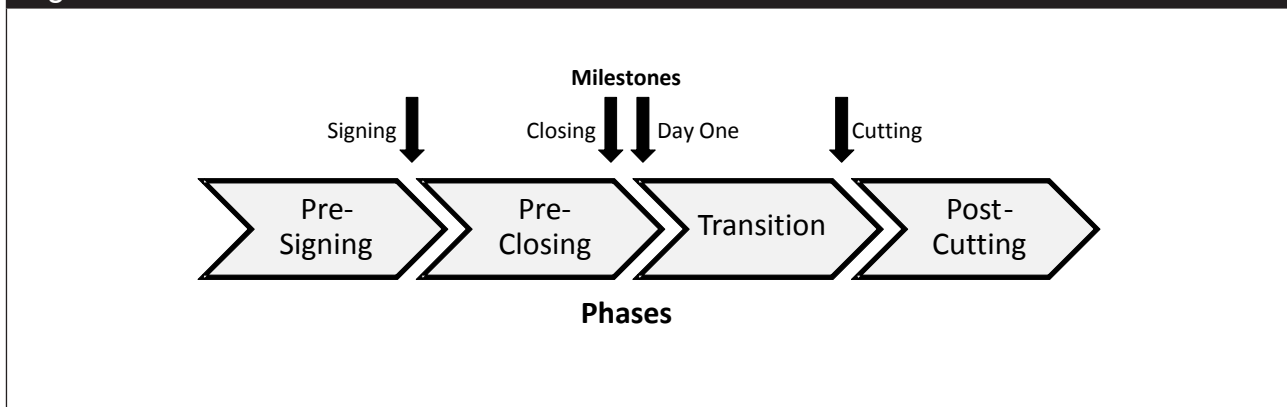 Milestones
Signing
Closing
Day One
Cutting
Pre-
Signing
Pre-
Closing
Transition
Post-
Cutting
Phases